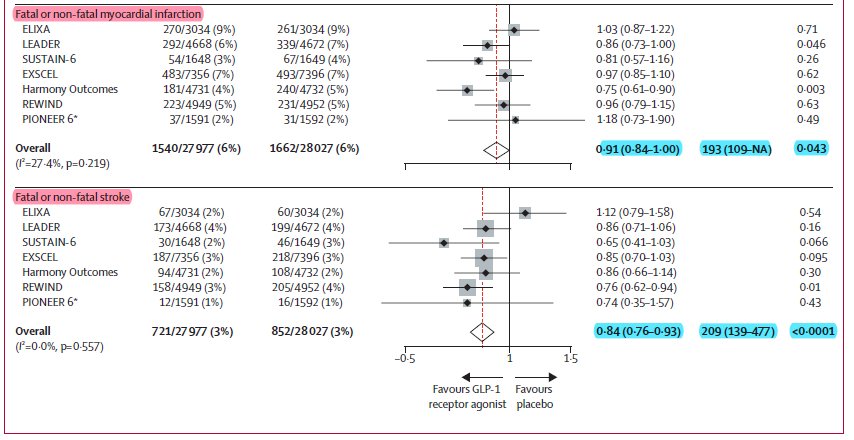 Fatal or non-fatal myocardial infarction
ELIXA 270/3034 (9%) 261/3034 (9%) 1·03 (0·87–1·22) 0·71
LEADER 292/4668 (6%) 339/4672 (7%) 0·86 (0·73–1·00) 0·046
SUSTAIN-6 54/1648 (3%) 67/1649 (4%) 0·81 (0·57–1·16) 0·26
EXSCEL 483/7356 (7%) 493/7396 (7%) 0·97 (0·85–1·10) 0·62
Harmony Outcomes 181/4731 (4%) 240/4732 (5%) 0·75 (0·61–0·90) 0·003
REWIND 223/4949 (5%) 231/4952 (5%) 0·96 (0·79–1·15) 0·63
PIONEER 6* 37/1591 (2%) 31/1592 (2%) 1·18 (0·73–1·90) 0·49
Overall 1540/27 977 (6%) 1662/28 027 (6%) 0·91 (0·84–1·00) 193 (109–NA) 0·043
(I²=27·4%, p=0·219)
Fatal or non-fatal stroke
ELIXA 67/3034 (2%) 60/3034 (2%) 1·12 (0·79–1·58) 0·54
LEADER 173/4668 (4%) 199/4672 (4%) 0·86 (0·71–1·06) 0·16
SUSTAIN-6 30/1648 (2%) 46/1649 (3%) 0·65 (0·41–1·03) 0·066
EXSCEL 187/7356 (3%) 218/7396 (3%) 0·85 (0·70–1·03) 0·095
Harmony Outcomes 94/4731 (2%) 108/4732 (2%) 0·86 (0·66–1·14) 0·30
REWIND 158/4949 (3%) 205/4952 (4%) 0·76 (0·62–0·94) 0·01
PIONEER 6* 12/1591 (1%) 16/1592 (1%) 0·74 (0·35–1·57) 0·43
Overall 721/27 977 (3%) 852/28 027 (3%) 0·84 (0·76–0·93) 209 (139–477) <0·0001
(I²=0·0%, p=0·557)
–0·5 1 1·5
Favours GLP-1 Favours
receptor agonist placebo